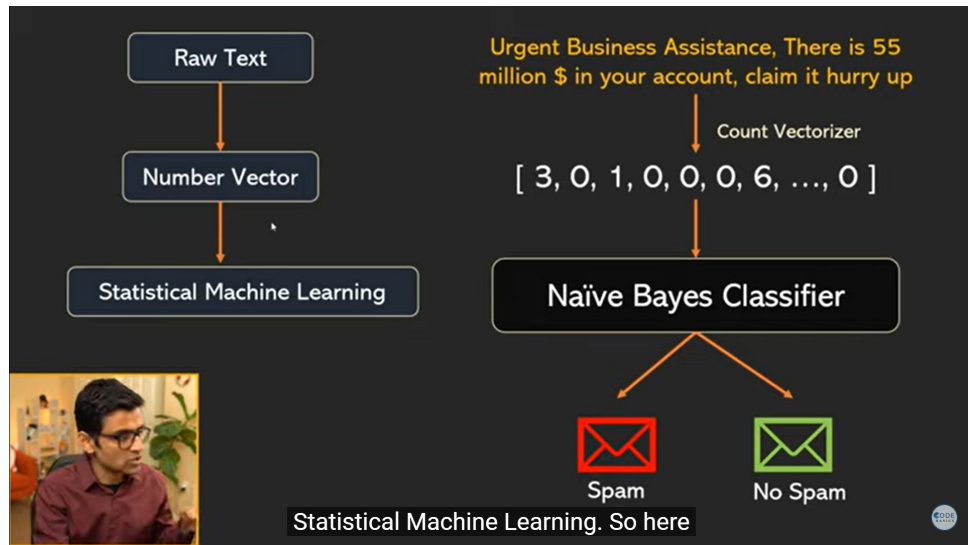 Raw Text
Number Vector
Statistical Machine Learning
Urgent Business Assistance, There is 55
million $ in your account, claim it hurry up
Count Vectorizer
[ 3, 0, 1, 0, 0, 0, 6, ..., 0 ]
Naïve Bayes Classifier
Spam
No Spam
Statistical Machine Learning. So here
CODE
BASICS